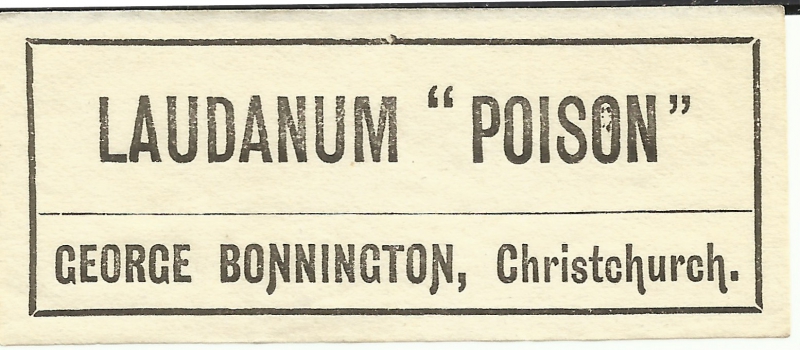 LAUDANUM “POISON”
GEORGE BONNINGTON, Christchurch.